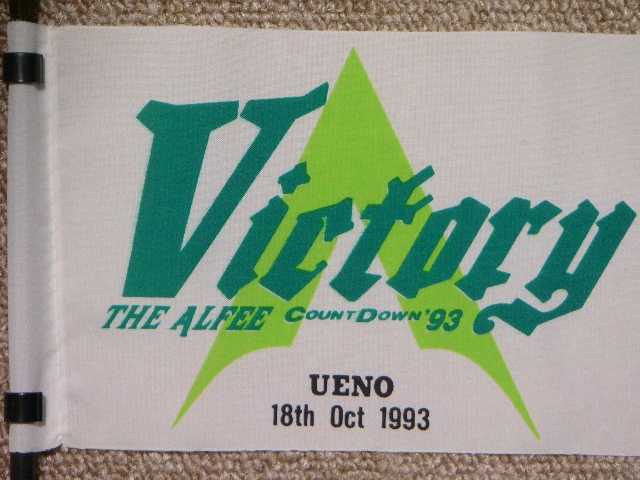 Victory
THE ALFEE COUNTDOWN '93
UENO
18th Oct 1993